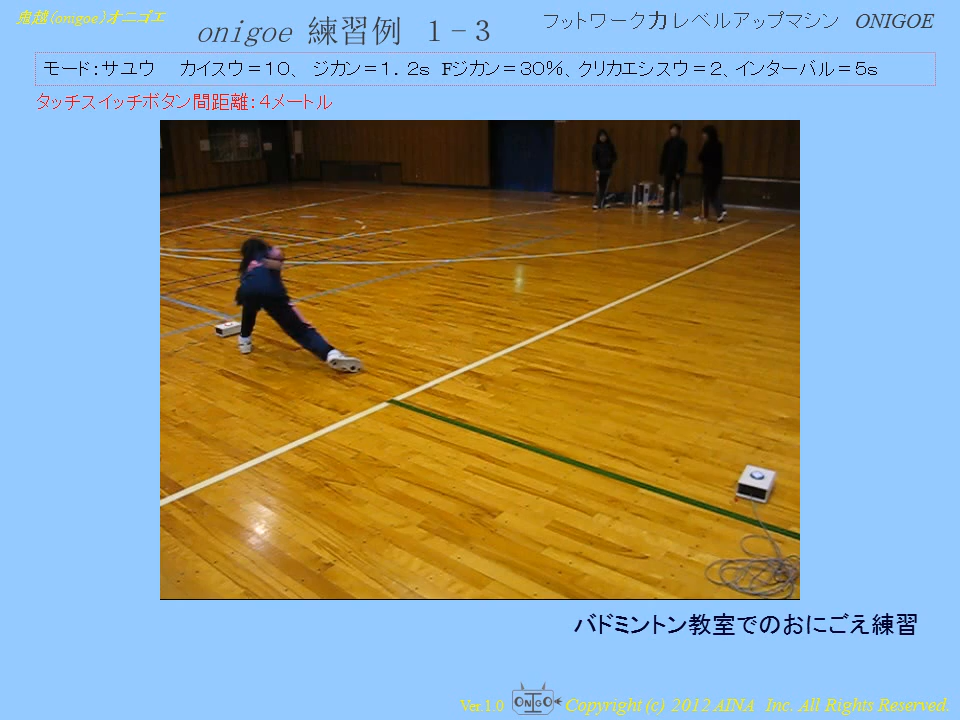 鬼越（onigoe）オニゴエ
onigoe 練習例 １－３
フットワーク力レベルアップマシン ONIGOE
モード：サユウ　カイスウ＝１０、ジカン＝１．２s Fジカン＝３０％、クリカエシスウ＝２、インターバル＝５s
タッチスイッチボタン間距離：４メートル
バドミントン教室でのおにごえ練習
Ver.1.0 ONIGO Copyright (c) 2012 AINA Inc. All Rights Reserved.